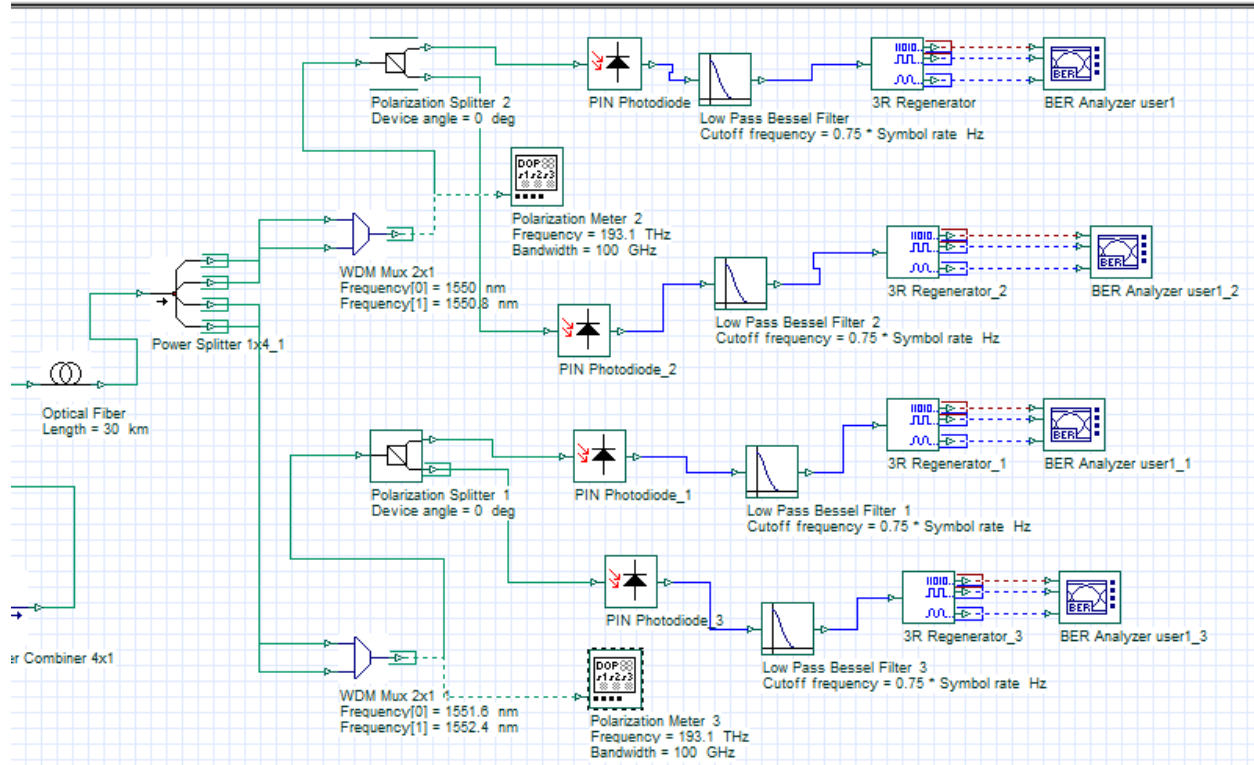 Polarization Splitter 2
Device angle = 0 deg
PIN Photodiode
Low Pass Bessel Filter
Cutoff frequency = 0.75 * Symbol rate Hz
3R Regenerator
BER
BER Analyzer user1
DOP
Polarization Meter 2
Frequency = 193.1 THz
Bandwidth = 100 GHz
WDM Mux 2x1
Frequency[0] = 1550 nm
Frequency[1] = 1550.8 nm
Power Splitter 1x4_1
Optical Fiber
Length = 30 km
PIN Photodiode_2
Low Pass Bessel Filter 2
Cutoff frequency = 0.75 * Symbol rate Hz
3R Regenerator_2
BER
BER Analyzer user1_2
Polarization Splitter 1
Device angle = 0 deg
PIN Photodiode_1
Low Pass Bessel Filter 1
Cutoff frequency = 0.75 * Symbol rate Hz
3R Regenerator_1
BER
BER Analyzer user1_1
PIN Photodiode_3
Low Pass Bessel Filter 3
Cutoff frequency = 0.75 * Symbol rate Hz
3R Regenerator_3
BER
BER Analyzer user1_3
er Combiner 4x1
WDM Mux 2x1 1
Frequency[0] = 1551.6 nm
Frequency[1] = 1552.4 nm
DOP
Polarization Meter 3
Frequency = 193.1 THz
Bandwidth = 100 GHz